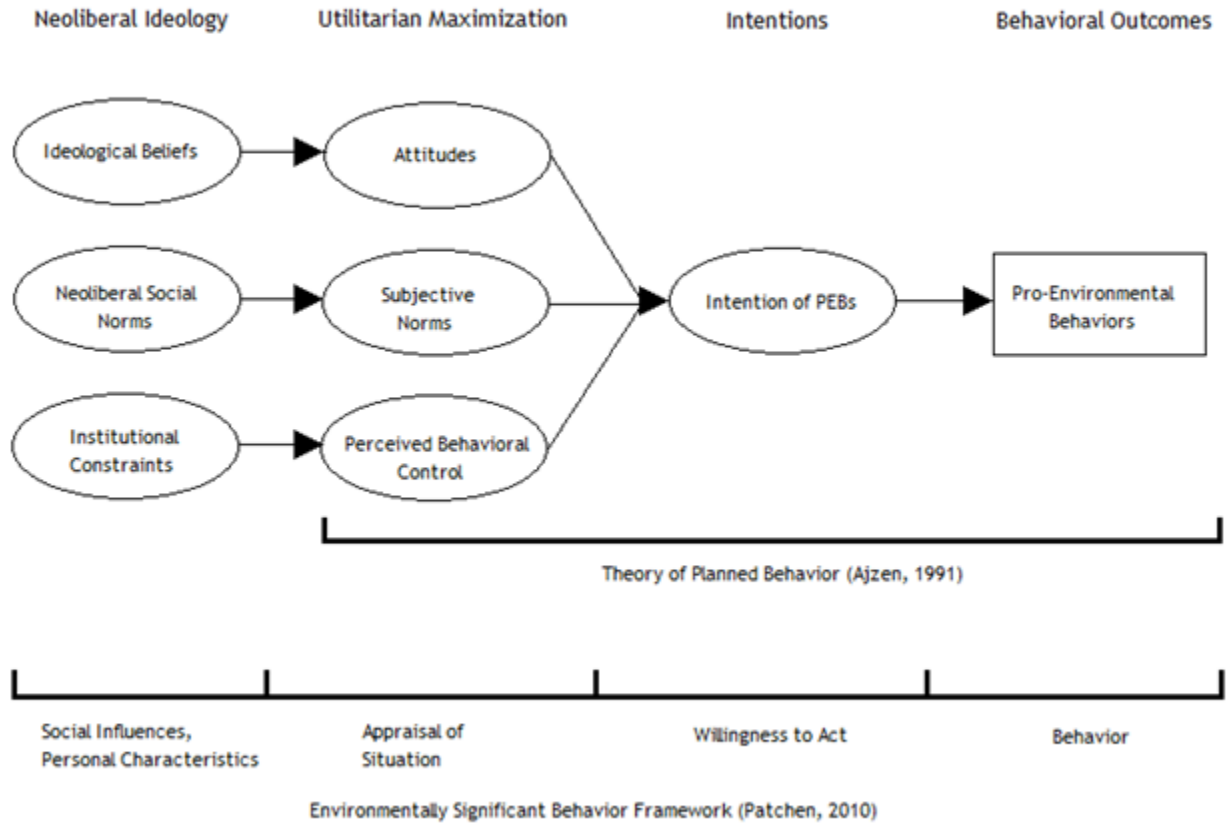 Neoliberal Ideology
Utilitarian Maximization
Intentions
Behavioral Outcomes
Ideological Beliefs
Attitudes
Neoliberal Social
Norms
Subjective
Norms
Intention of PEBs
Pro-Environmental
Behaviors
Institutional
Constraints
Perceived Behavioral
Control
Theory of Planned Behavior (Ajzen, 1991)
Social Influences,
Personal Characteristics
Appraisal of
Situation
Willingness to Act
Behavior
Environmentally Significant Behavior Framework (Patchen, 2010)